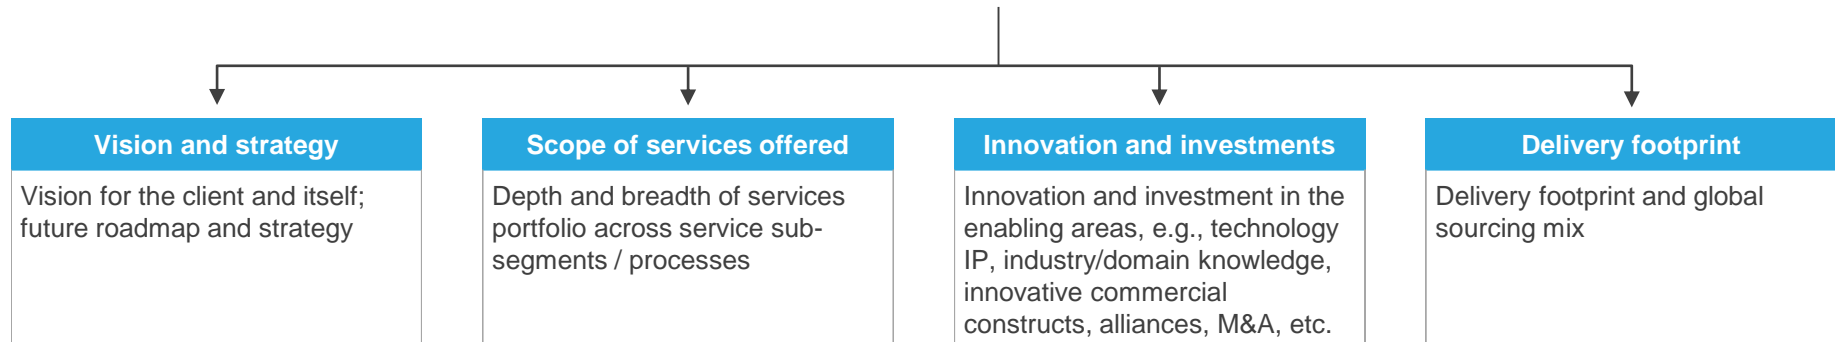 Vision and strategy
Vision for the client and itself;
future roadmap and strategy
Scope of services offered
Depth and breadth of services
portfolio across service sub-
segments / processes
Innovation and investments
Innovation and investment in the
enabling areas, e.g., technology
IP, industry/domain knowledge,
innovative commercial
constructs, alliances, M&A, etc.
Delivery footprint
Delivery footprint and global
sourcing mix